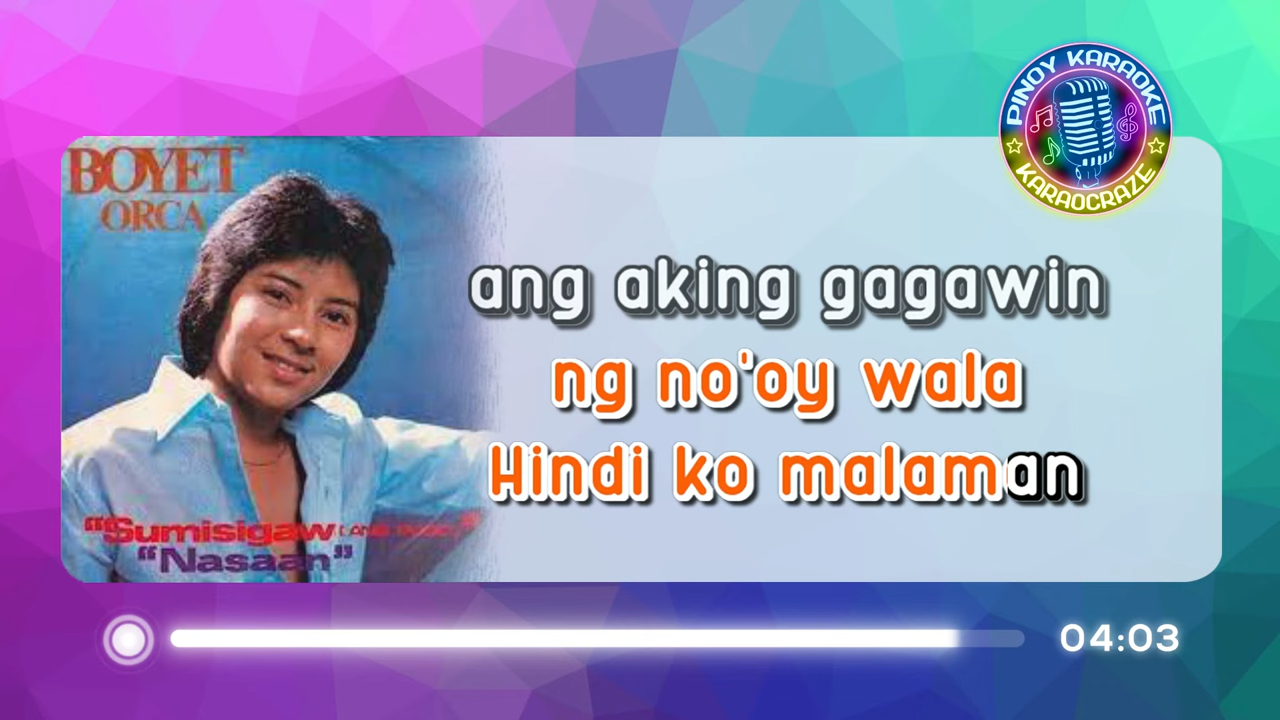 PINOY KARAOKE
KARAOCRAZE
BOYET
ORCA
ang aking gagawin
ng no'oy wala
Hindi ko malaman
"Sumisigaw
"Nasaan"
04:03